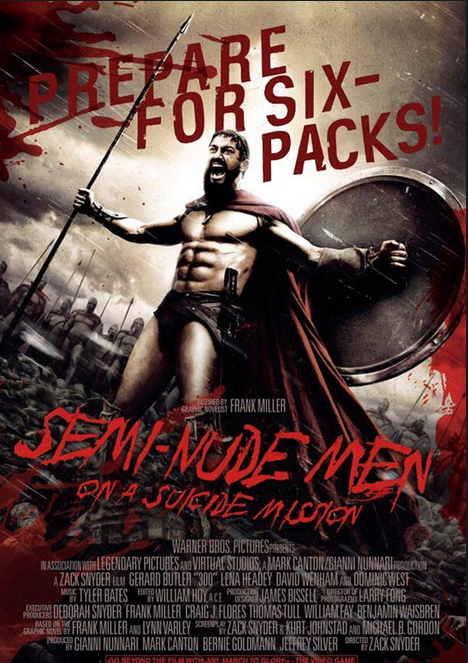 PREPARE
FOR SIX-
PACKS!
INSPIRED BY
GRAPHIC NOVELIST FRANK MILLER
SEMI-NUDE MEN
ON A SUICIDE MISSION
WARNER BROS. PICTURES PRESENTS
IN ASSOCIATION WITH LEGENDARY PICTURES AND VIRTUAL STUDIOS, A MARK CANTON/GIANNI NUNNARI PRODUCTION
A ZACK SNYDER FILM GERARD BUTLER "300" LENA HEADEY DAVID WENHAM AND DOMINIC WEST
MUSIC BY TYLER BATES EDITED BY WILLIAM HOY, A.C.E. PRODUCTION DESIGNER JAMES BISSELL DIRECTOR OF PHOTOGRAPHY LARRY FONG
EXECUTIVE PRODUCERS DEBORAH SNYDER FRANK MILLER CRAIG J. FLORES THOMAS TULL WILLIAM FAY, BENJAMIN WAISBREN
BASED ON THE GRAPHIC NOVEL BY FRANK MILLER AND LYNN VARLEY SCREENPLAY BY ZACK SNYDER & KURT JOHNSTAD AND MICHAEL B. GORDON
PRODUCED BY GIANNI NUNNARI MARK CANTON BERNIE GOLDMANN JEFFREY SILVER DIRECTED BY ZACK SNYDER
GO BEYOND THE FILM WITH 300: MARCH TO GLORY – THE VIDEO GAME